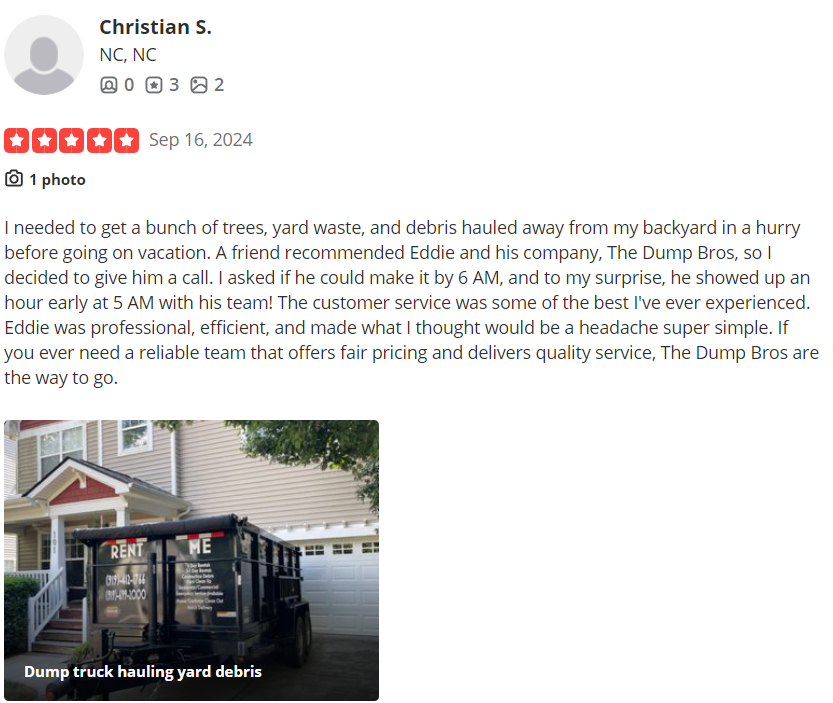 Christian S.
NC, NC
0 3 2
Sep 16, 2024
1 photo
I needed to get a bunch of trees, yard waste, and debris hauled away from my backyard in a hurry
before going on vacation. A friend recommended Eddie and his company, The Dump Bros, so I
decided to give him a call. I asked if he could make it by 6 AM, and to my surprise, he showed up an
hour early at 5 AM with his team! The customer service was some of the best I've ever experienced.
Eddie was professional, efficient, and made what I thought would be a headache super simple. If
you ever need a reliable team that offers fair pricing and delivers quality service, The Dump Bros are
the way to go.
RENT ME
Dump truck hauling yard debris